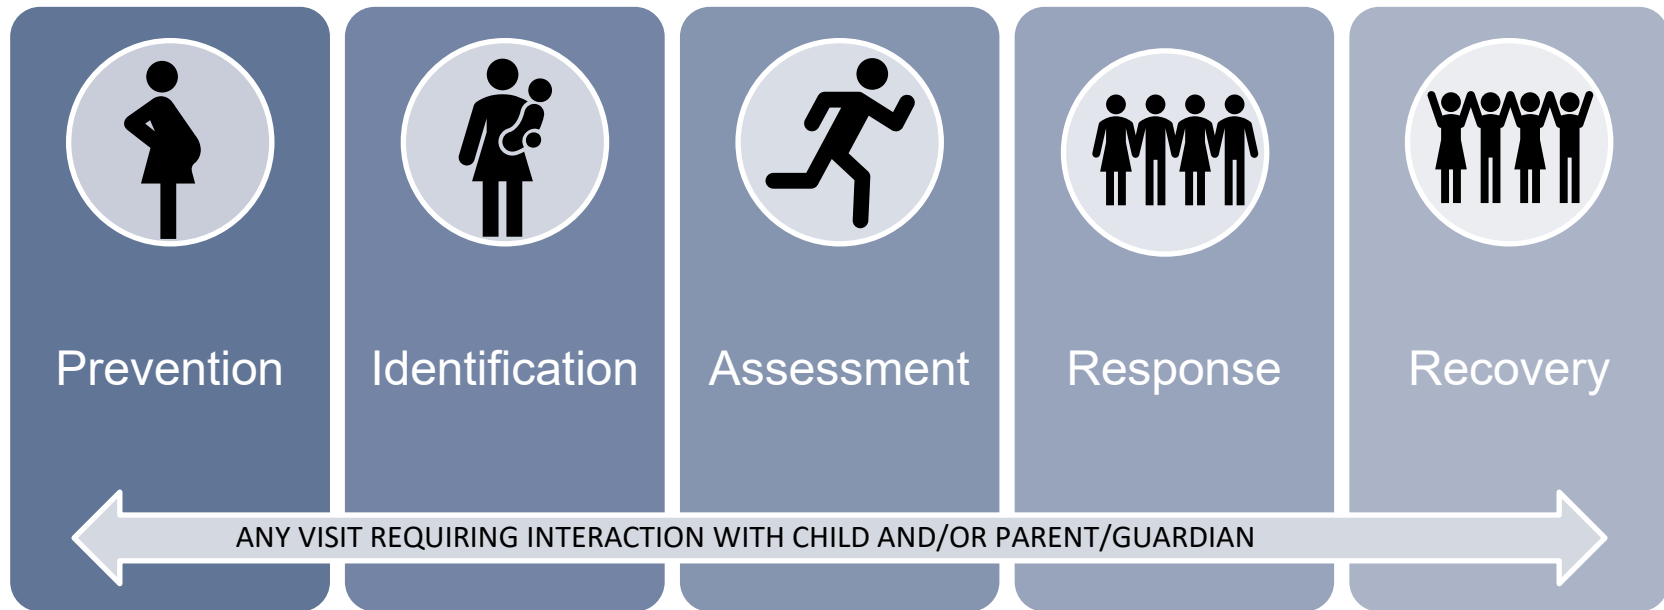 Prevention
Identification
Assessment
Response
Recovery
ANY VISIT REQUIRING INTERACTION WITH CHILD AND/OR PARENT/GUARDIAN